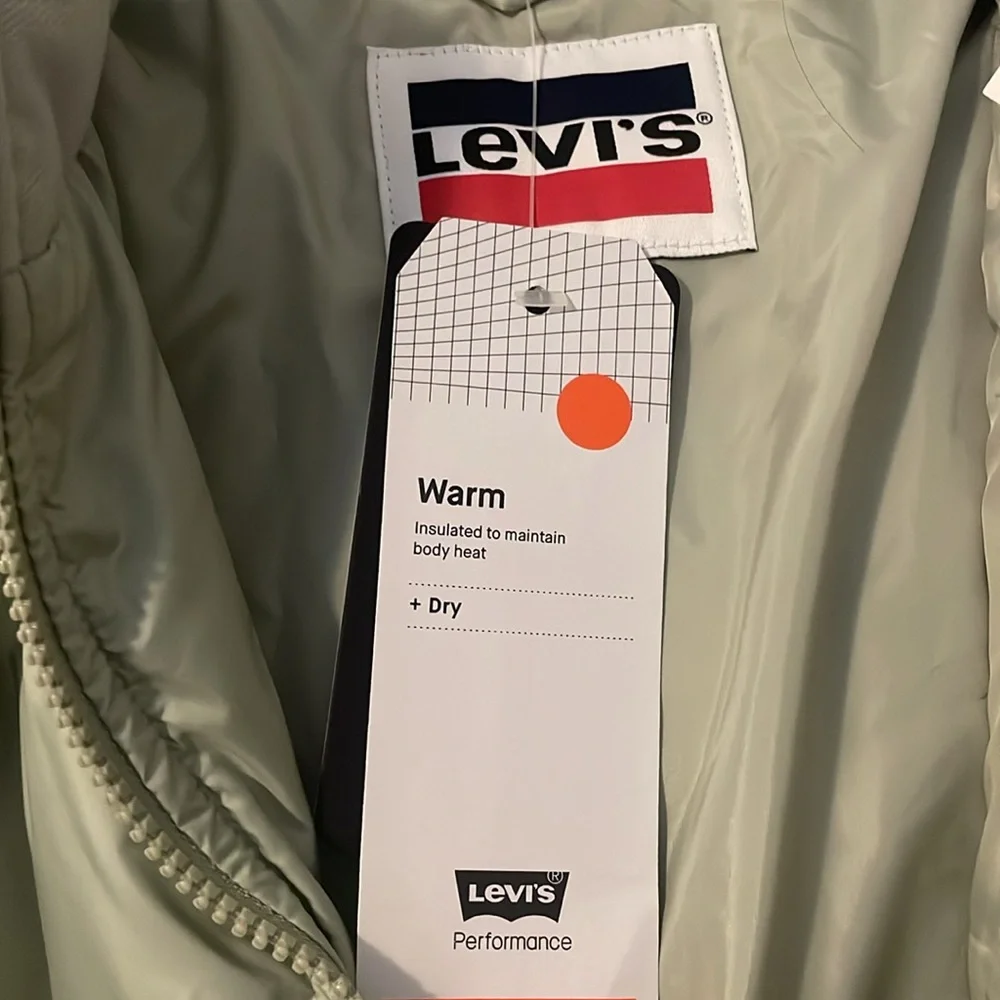 Levi's®
Warm
Insulated to maintain
body heat
+ Dry
Levi's®
Performance